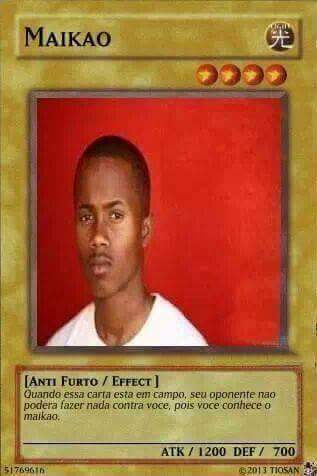 MAIKAO
LIGHT
光
[ANTI FURTO / EFFECT]
Quando essa carta esta em campo, seu oponente nao
podera fazer nada contra voce, pois voce conhece o
maikao.
ATK / 1200 DEF / 700
51769616
©2013 TIOSAN